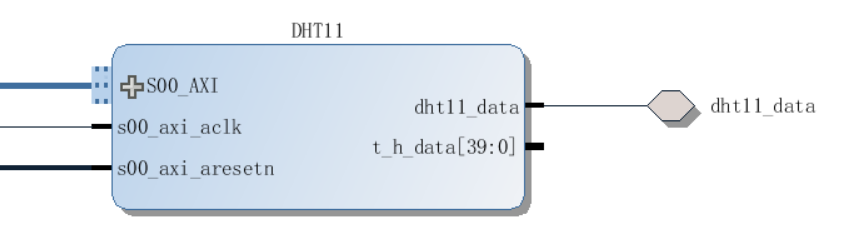 DHT11
S00_AXI
s00_axi_aclk
s00_axi_aresetn
dht11_data
t_h_data[39:0]
dht11_data